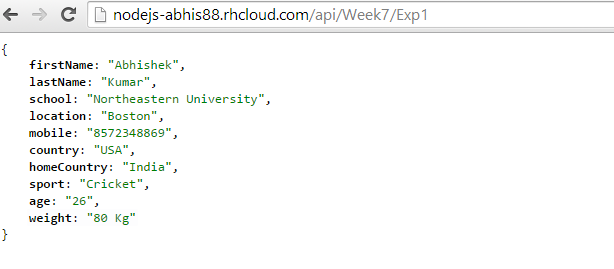 nodejs-abhis88.rhcloud.com/api/Week7/Exp1
{
    firstName: "Abhishek",
    lastName: "Kumar",
    school: "Northeastern University",
    location: "Boston",
    mobile: "8572348869",
    country: "USA",
    homeCountry: "India",
    sport: "Cricket",
    age: "26",
    weight: "80 Kg"
}